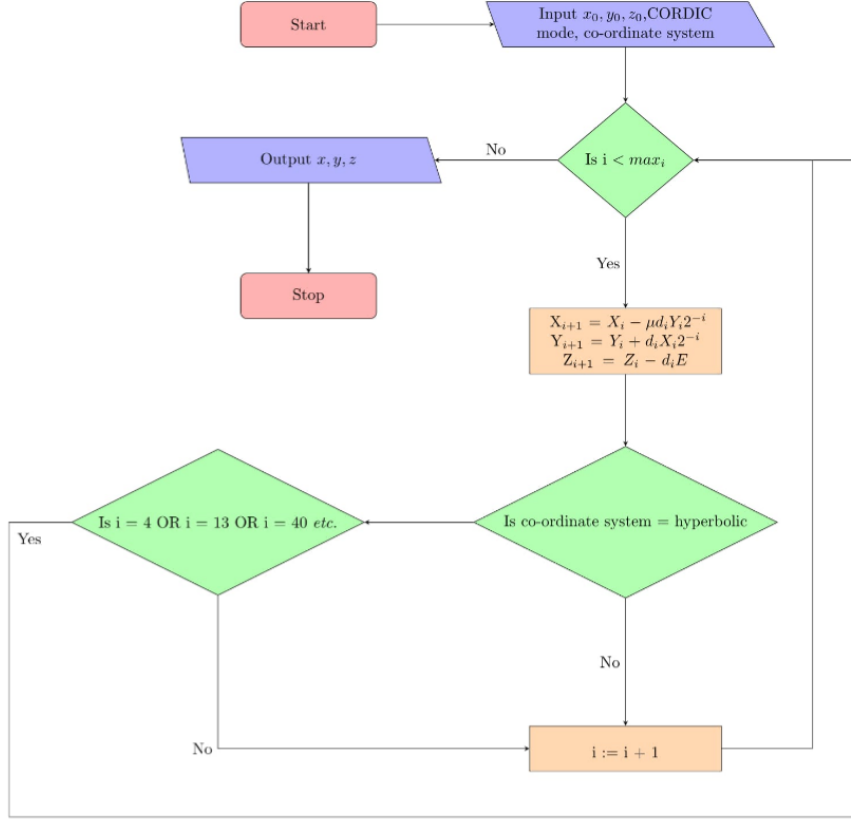 Start
Input x₀, y₀, z₀,CORDIC
mode, co-ordinate system
Is i < maxᵢ
No
Output x, y, z
Stop
Yes
Xᵢ₊₁ = Xᵢ − μdᵢYᵢ2⁻ⁱ
Yᵢ₊₁ = Yᵢ + dᵢXᵢ2⁻ⁱ
Zᵢ₊₁ = Zᵢ − dᵢE
Is co-ordinate system = hyperbolic
Is i = 4 OR i = 13 OR i = 40 etc.
Yes
No
No
i := i + 1